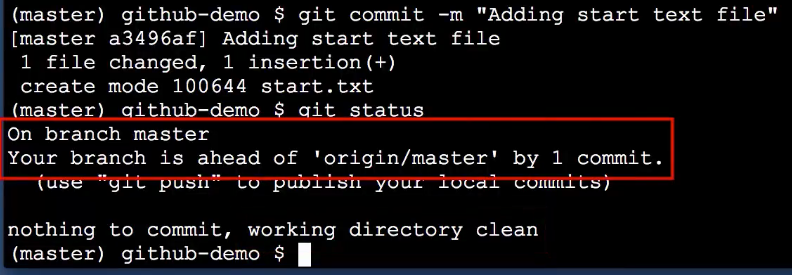 (master) github-demo $ git commit -m "Adding start text file"
[master a3496af] Adding start text file
 1 file changed, 1 insertion(+)
 create mode 100644 start.txt
(master) github-demo $ git status
On branch master
Your branch is ahead of 'origin/master' by 1 commit.
  (use "git push" to publish your local commits)

nothing to commit, working directory clean
(master) github-demo $